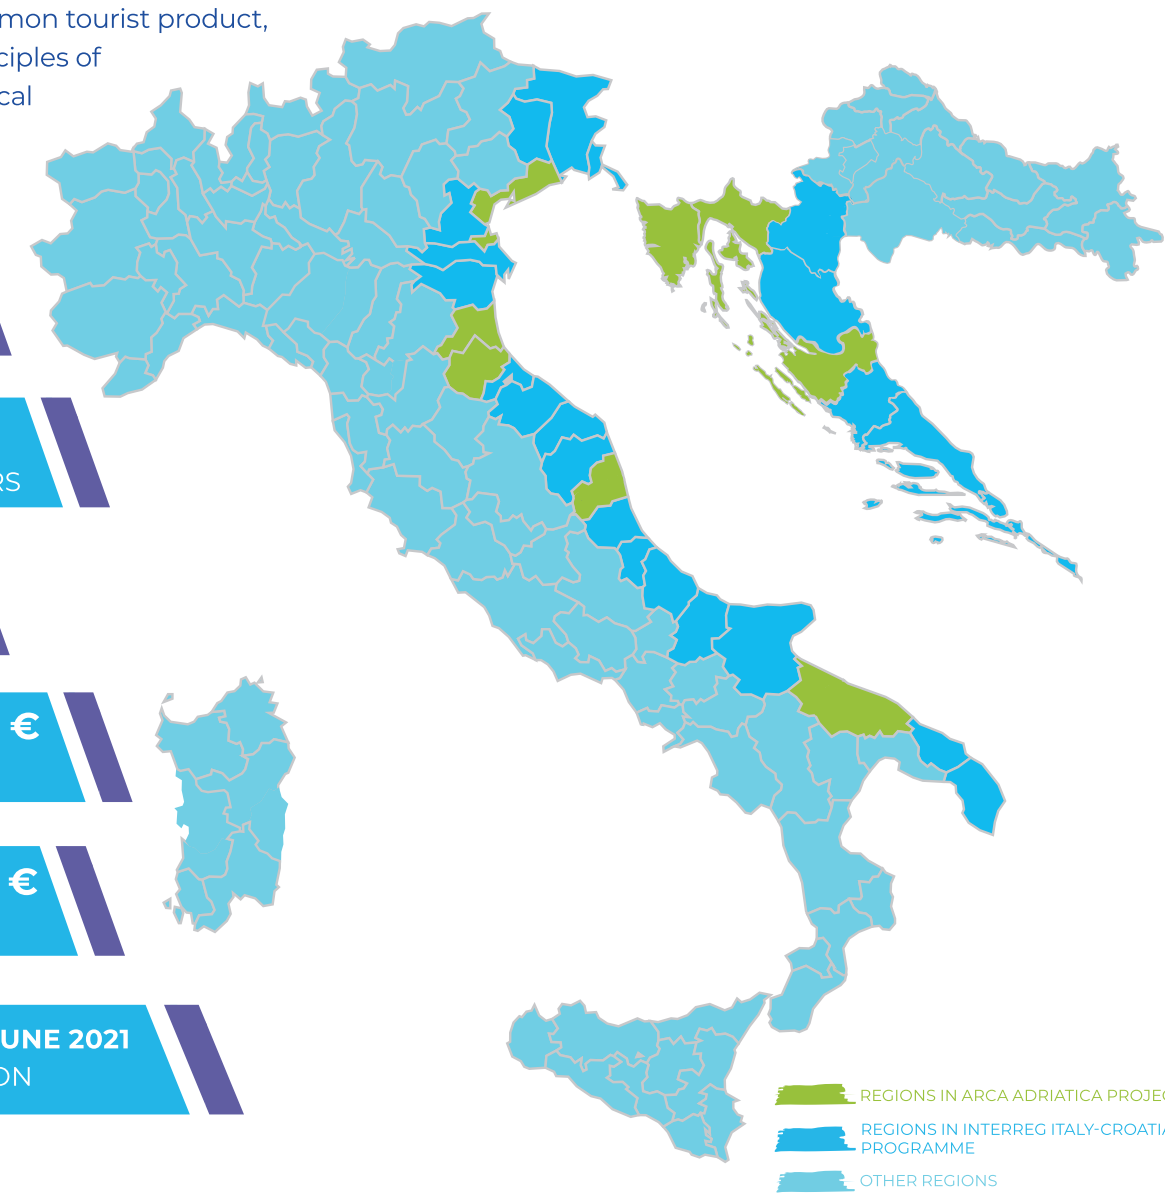 mon tourist product,
ciples of
cal
RS
€
€
UNE 2021
ON
REGIONS IN ARCA ADRIATICA PROJEC
REGIONS IN INTERREG ITALY-CROATIA
PROGRAMME
OTHER REGIONS